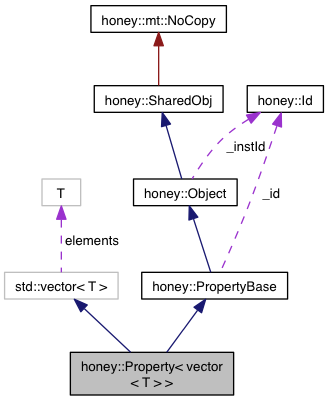 honey::mt::NoCopy
honey::SharedObj
honey::Id
_instId
T
honey::Object
_id
elements
std::vector< T >
honey::PropertyBase
honey::Property< vector
< T > >